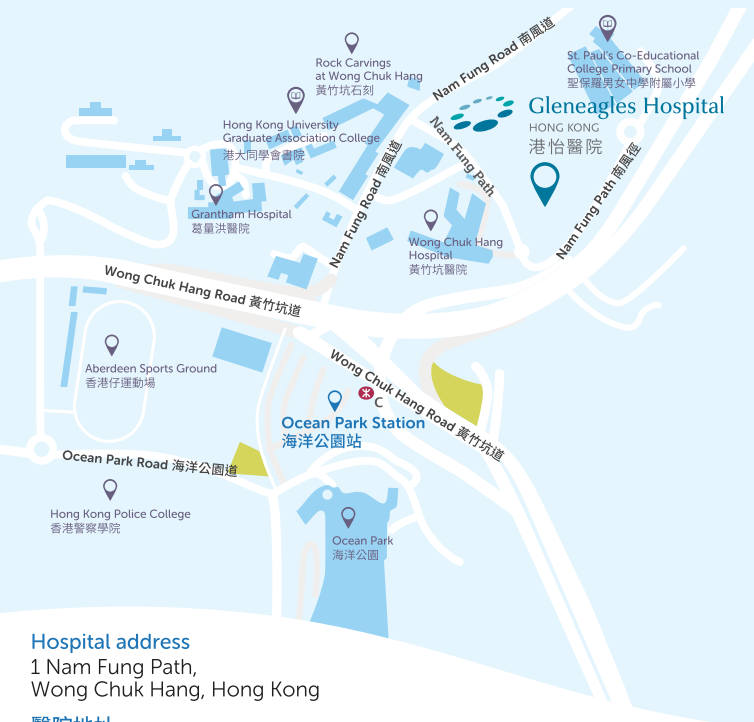 Rock Carvings
at Wong Chuk Hang
黃竹坑石刻
Nam Fung Road 南風道
St. Paul's Co-Educational
College Primary School
聖保羅男女中學附屬小學
Gleneagles Hospital
HONG KONG
港怡醫院
Hong Kong University
Graduate Association College
港大同學會書院
Nam Fung Path
Nam Fung Road 南風道
Nam Fung Path 南風徑
Grantham Hospital
葛量洪醫院
Wong Chuk Hang
Hospital
黃竹坑醫院
Wong Chuk Hang Road 黃竹坑道
Aberdeen Sports Ground
香港仔運動場
Wong Chuk Hang Road 黃竹坑道
C
Ocean Park Station
海洋公園站
Ocean Park Road 海洋公園道
Hong Kong Police College
香港警察學院
Ocean Park
海洋公園
Hospital address
1 Nam Fung Path,
Wong Chuk Hang, Hong Kong
醫院地址